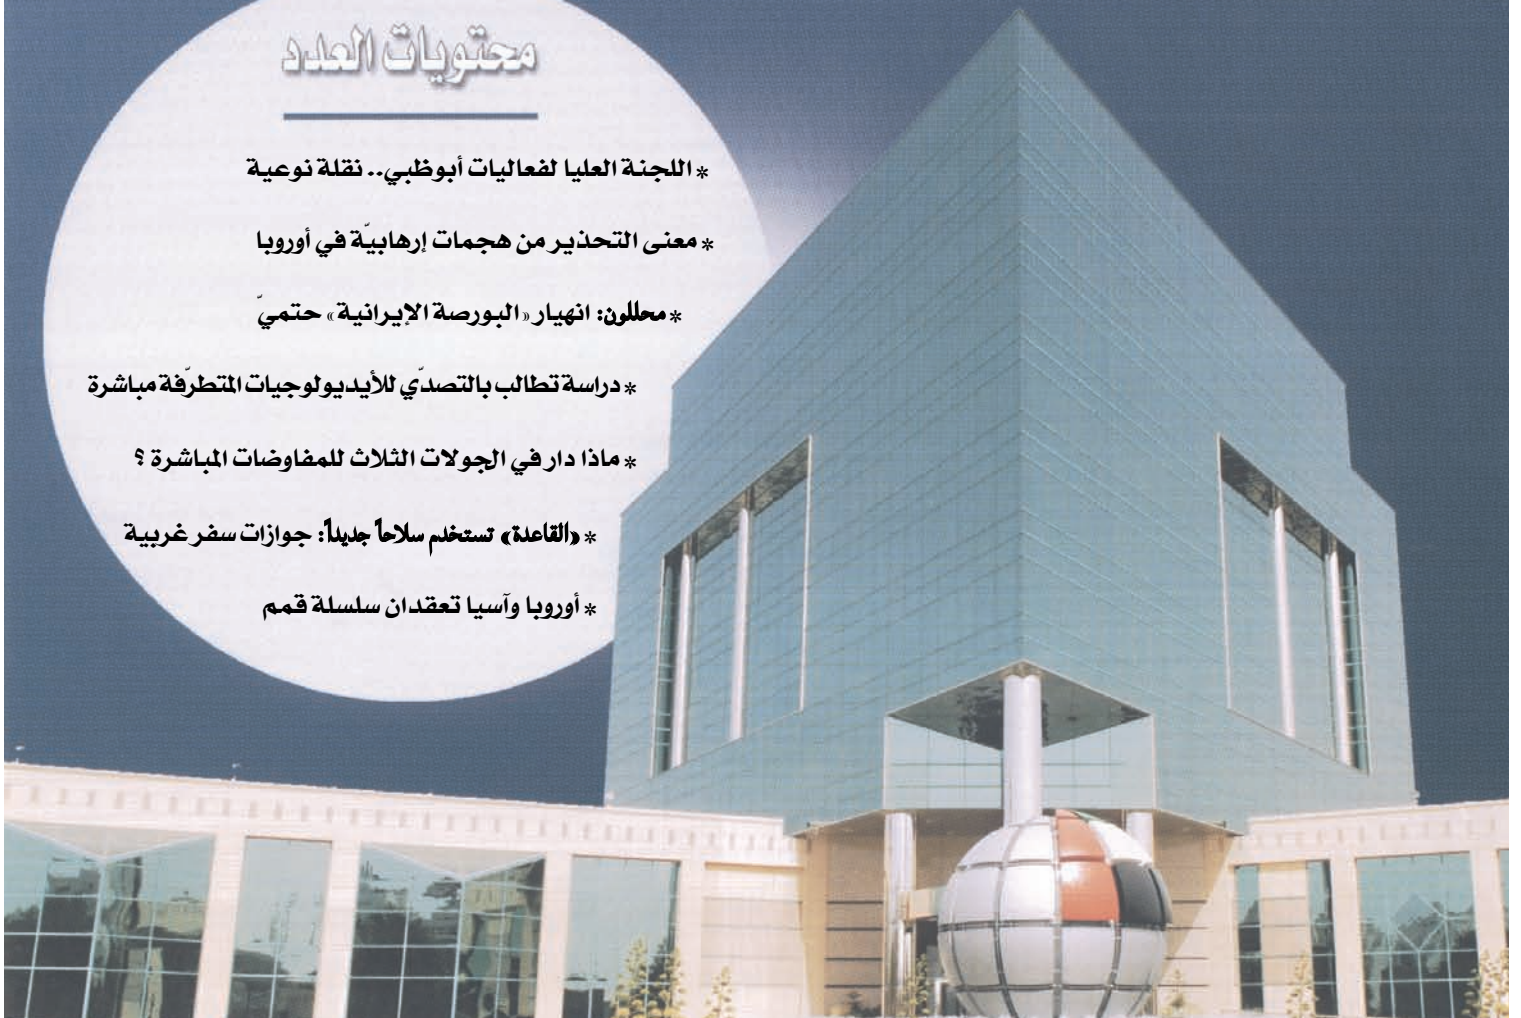 محتويات العدد
* اللجنة العليا لفعاليات أبوظبي.. نقلة نوعية
* معنى التحذير من هجمات إرهابيّة في أوروبا
* محللون: انهيار «البورصة الإيرانية» حتميّ
* دراسة تطالب بالتصدّي للأيديولوجيات المتطرّفة مباشرة
* ماذا دار في الجولات الثلاث للمفاوضات المباشرة ؟
* «القاعدة» تستخدم سلاحاً جديداً: جوازات سفر غربية
* أوروبا وآسيا تعقدان سلسلة قمم